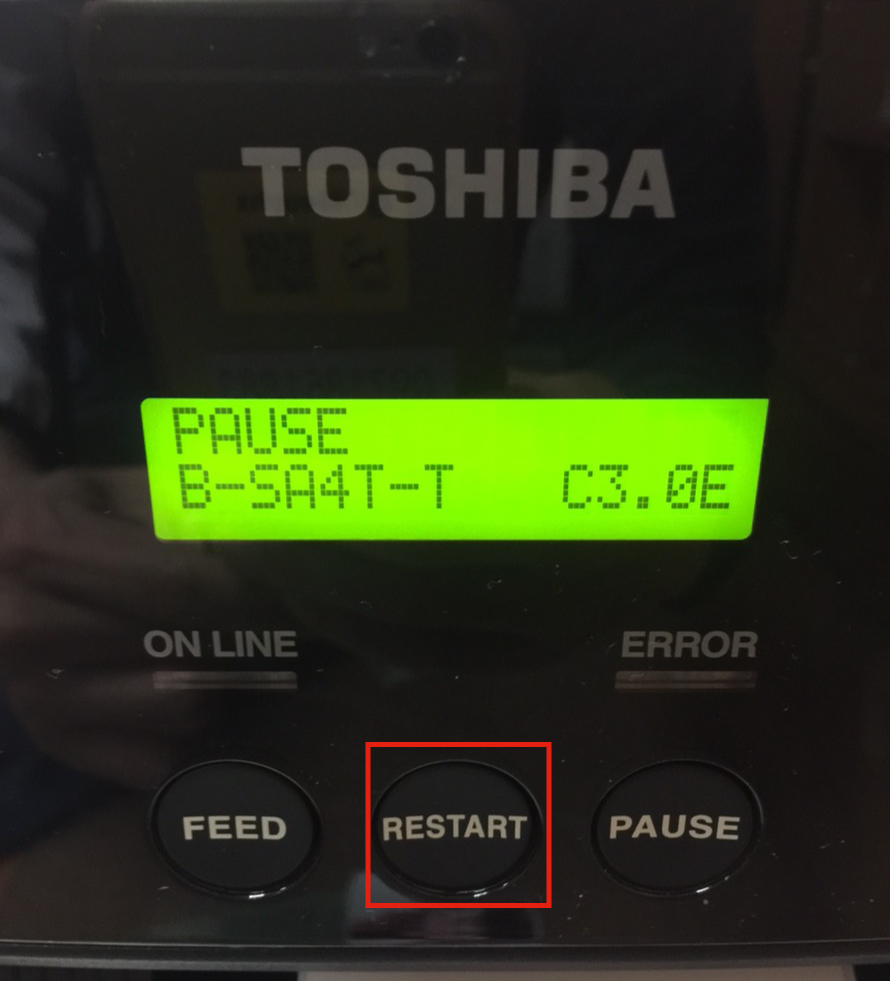 TOSHIBA
PAUSE
B-SA4T-T C3.0E
ON LINE ERROR
FEED RESTART PAUSE